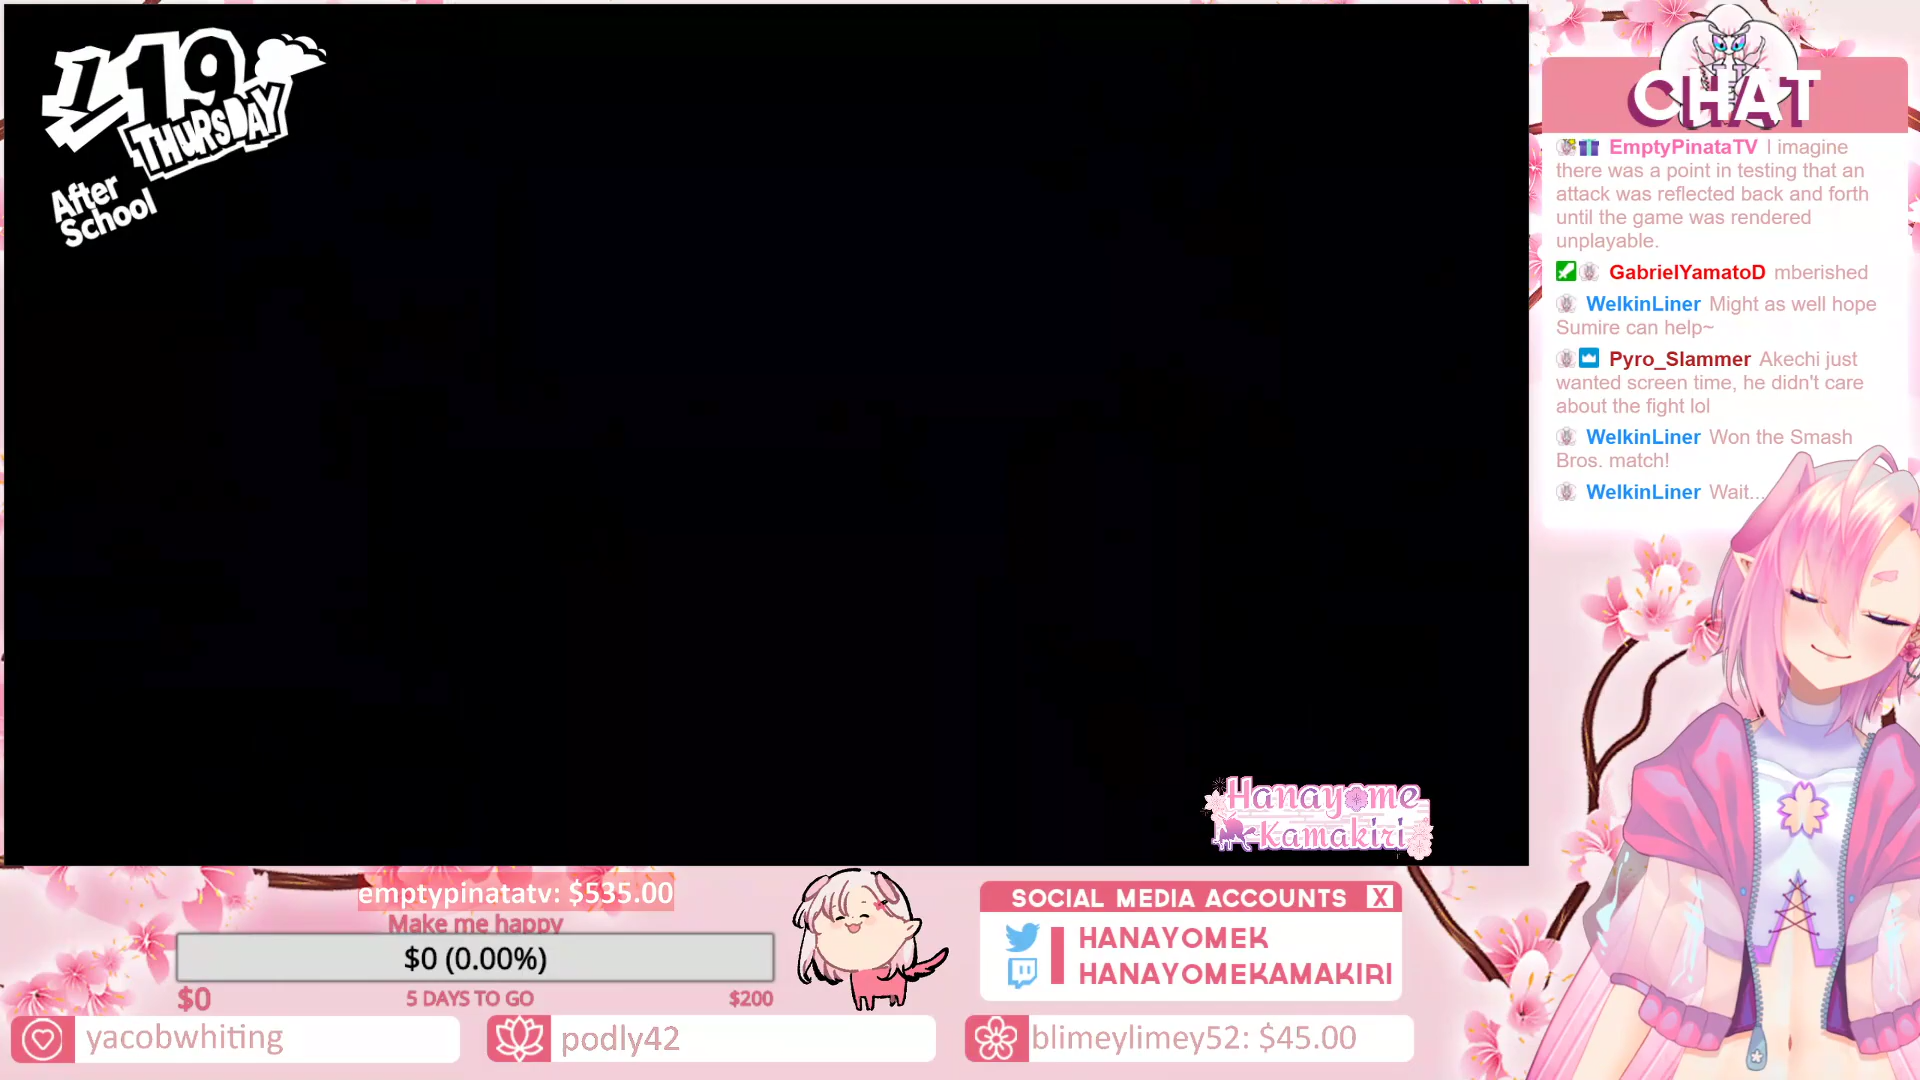 1/19
THURSDAY
After
School
CHAT
EmptyPinataTV I imagine
there was a point in testing that an
attack was reflected back and forth
until the game was rendered
unplayable.
GabrielYamatoD mberished
WelkinLiner Might as well hope
Sumire can help~
Pyro_Slammer Akechi just
wanted screen time, he didn't care
about the fight lol
WelkinLiner Won the Smash
Bros. match!
WelkinLiner Wait...
Hanayome
Kamakiri
emptypinatatv: $535.00
Make me happy
$0 (0.00%)
$0 5 DAYS TO GO $200
SOCIAL MEDIA ACCOUNTS X
HANAYOMEK
HANAYOMEKAMAKIRI
yacobwhiting
podly42
blimeylimey52: $45.00